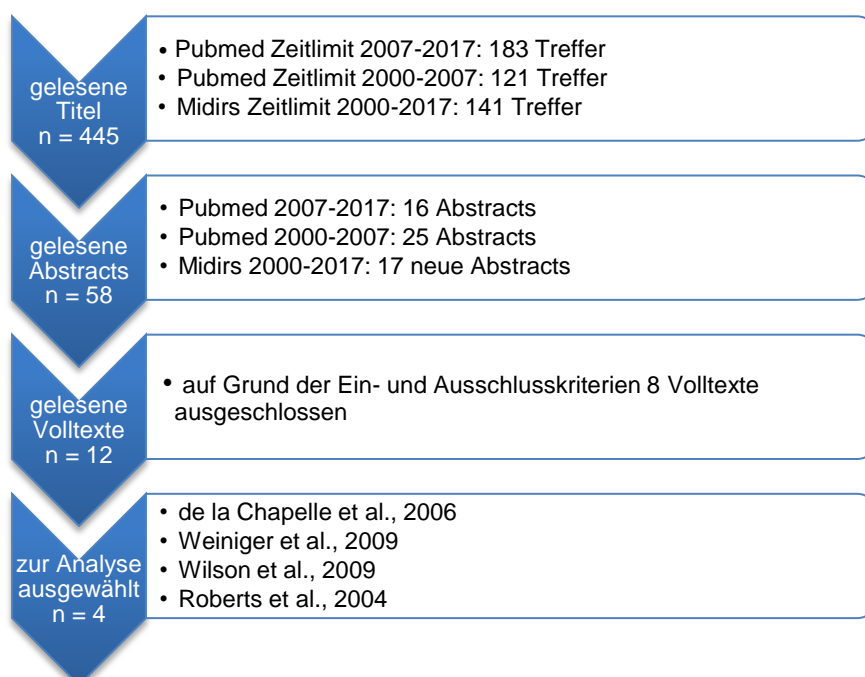 gelesene
Titel
n = 445
• Pubmed Zeitlimit 2007-2017: 183 Treffer
• Pubmed Zeitlimit 2000-2007: 121 Treffer
• Midirs Zeitlimit 2000-2017: 141 Treffer
gelesene
Abstracts
n = 58
• Pubmed 2007-2017: 16 Abstracts
• Pubmed 2000-2007: 25 Abstracts
• Midirs 2000-2017: 17 neue Abstracts
gelesene
Volltexte
n = 12
• auf Grund der Ein- und Ausschlusskriterien 8 Volltexte
ausgeschlossen
zur Analyse
ausgewählt
n = 4
• de la Chapelle et al., 2006
• Weiniger et al., 2009
• Wilson et al., 2009
• Roberts et al., 2004